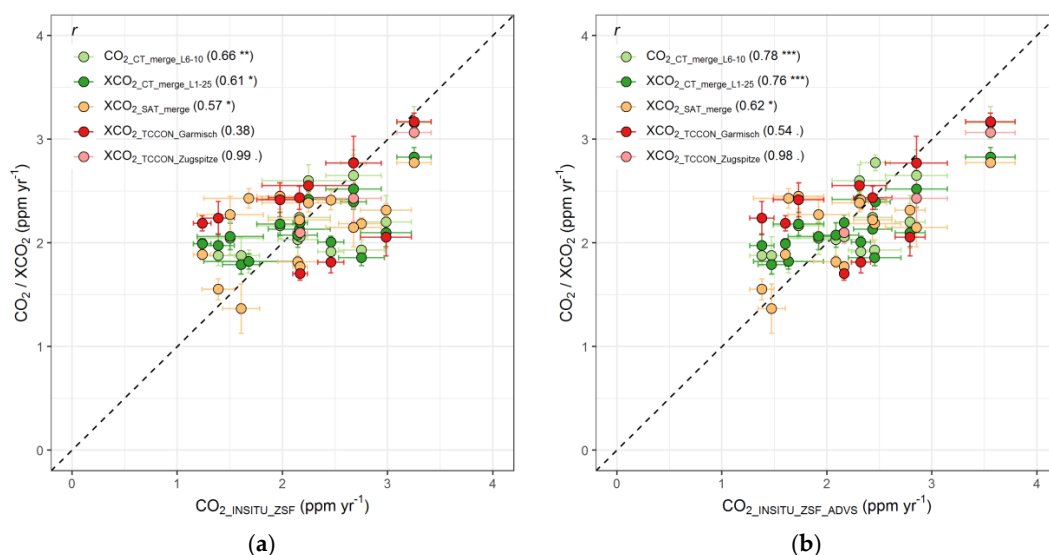 r
CO2_CT_merge_L6-10 (0.66 **)
XCO2_CT_merge_L1-25 (0.61 *)
XCO2_SAT_merge (0.57 *)
XCO2_TCCON_Garmisch (0.38)
XCO2_TCCON_Zugspitze (0.99 .)
4
3
2
1
0
CO2 / XCO2 (ppm yr⁻¹)
0 1 2 3 4
CO2_INSITU_ZSF (ppm yr⁻¹)
(a)
r
CO2_CT_merge_L6-10 (0.78 ***)
XCO2_CT_merge_L1-25 (0.76 ***)
XCO2_SAT_merge (0.62 *)
XCO2_TCCON_Garmisch (0.54 .)
XCO2_TCCON_Zugspitze (0.98 .)
4
3
2
1
0
CO2 / XCO2 (ppm yr⁻¹)
0 1 2 3 4
CO2_INSITU_ZSF_ADVS (ppm yr⁻¹)
(b)